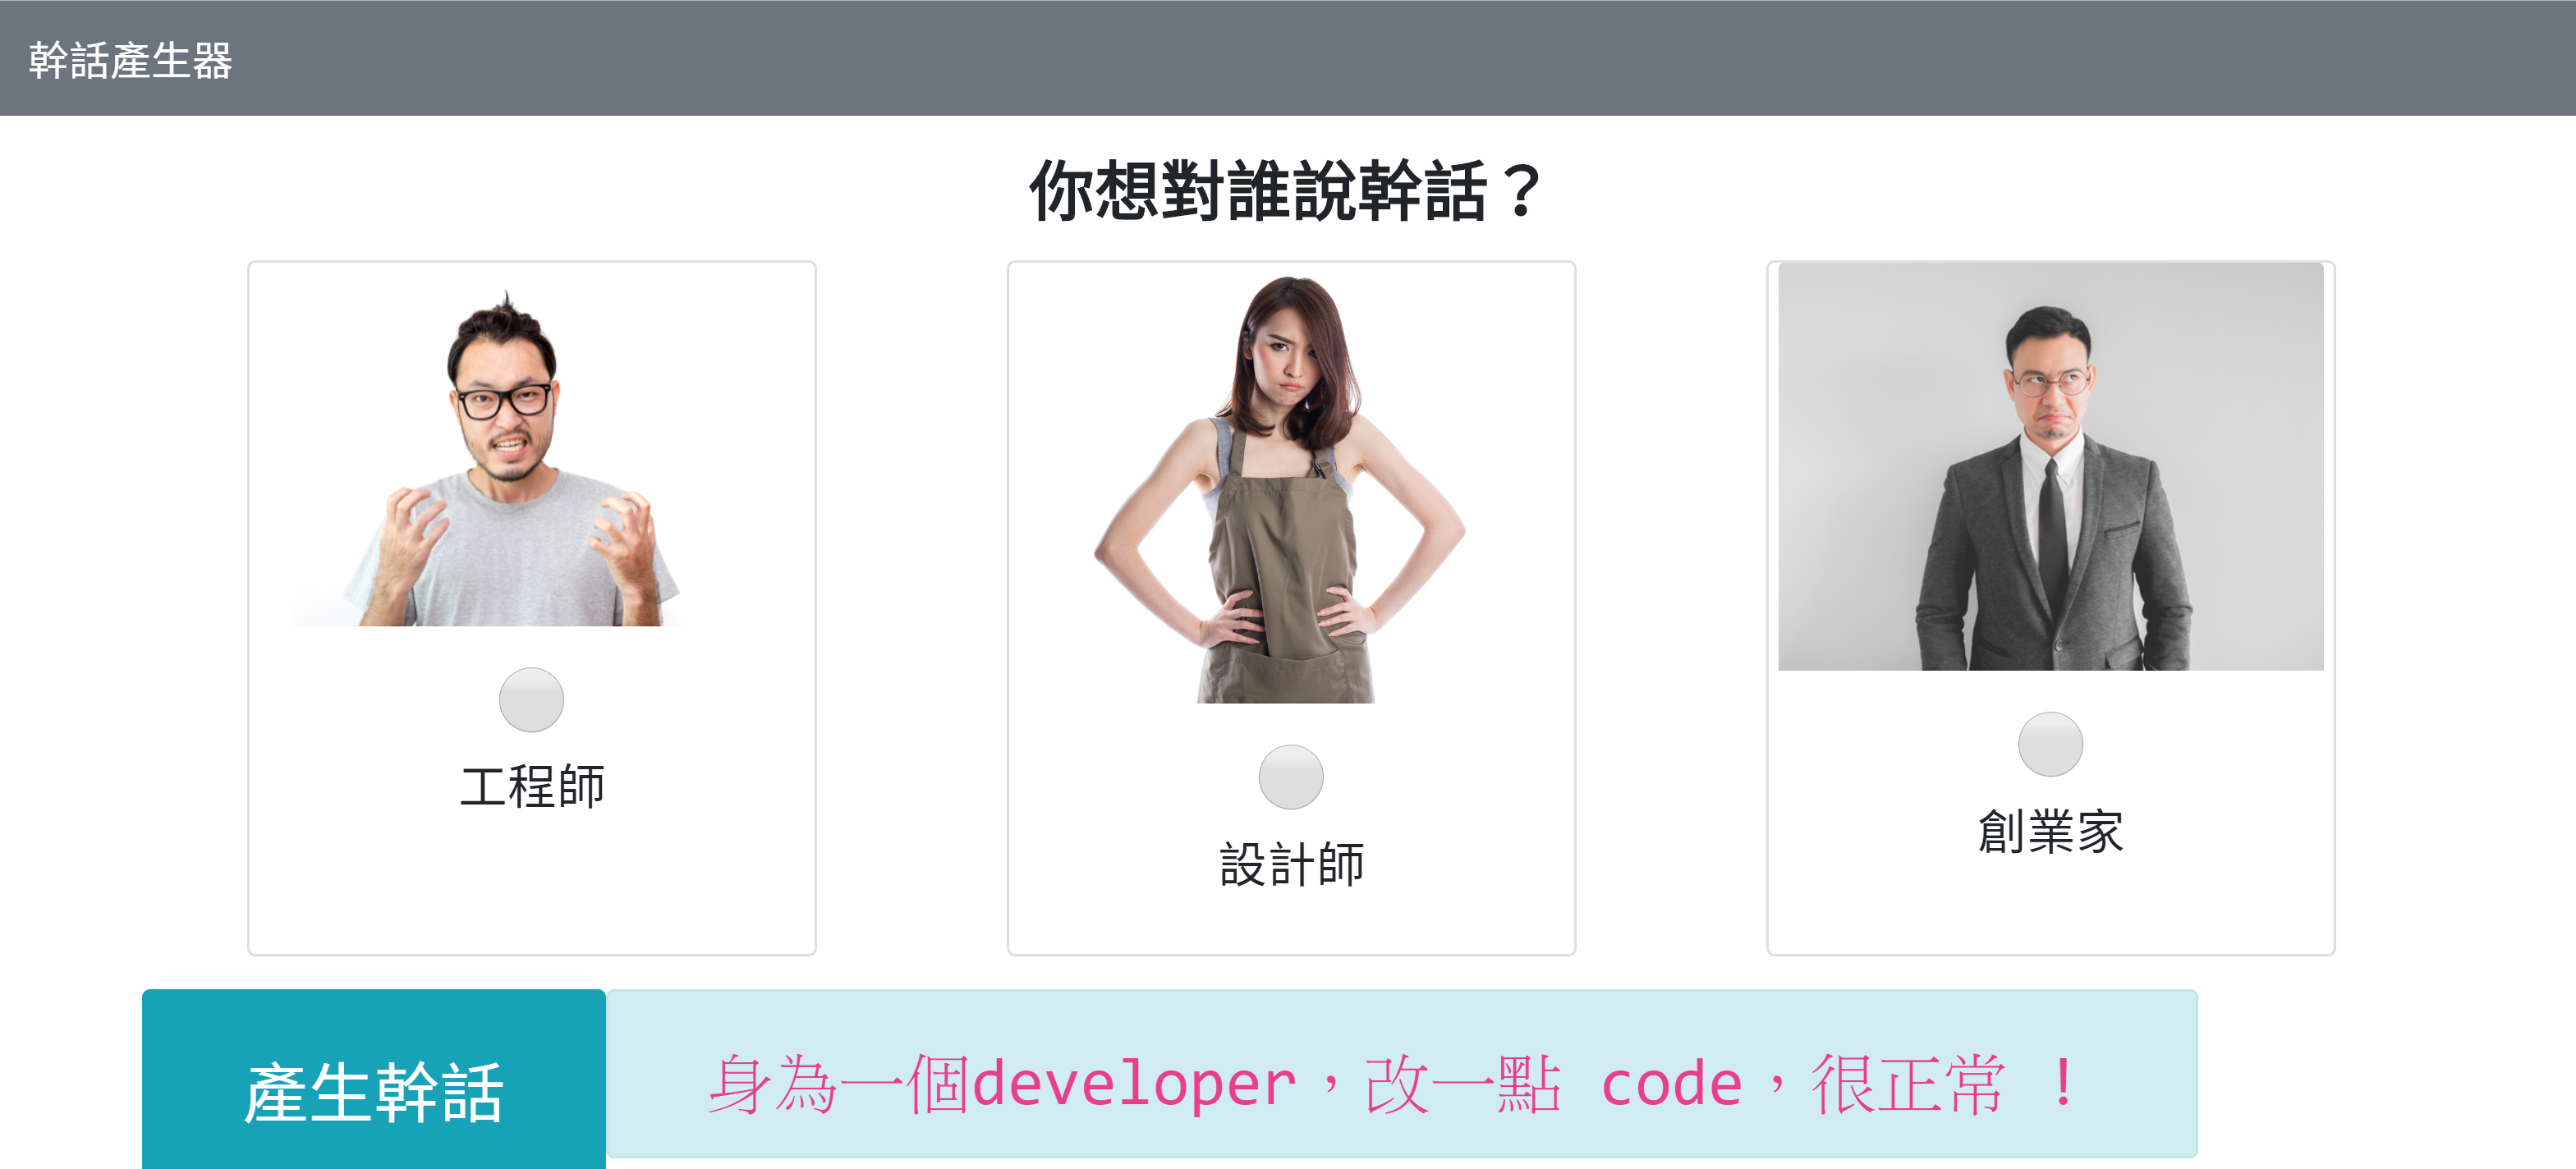 幹話產生器
你想對誰說幹話？
工程師
設計師
創業家
產生幹話
身為一個developer，改一點 code，很正常 !